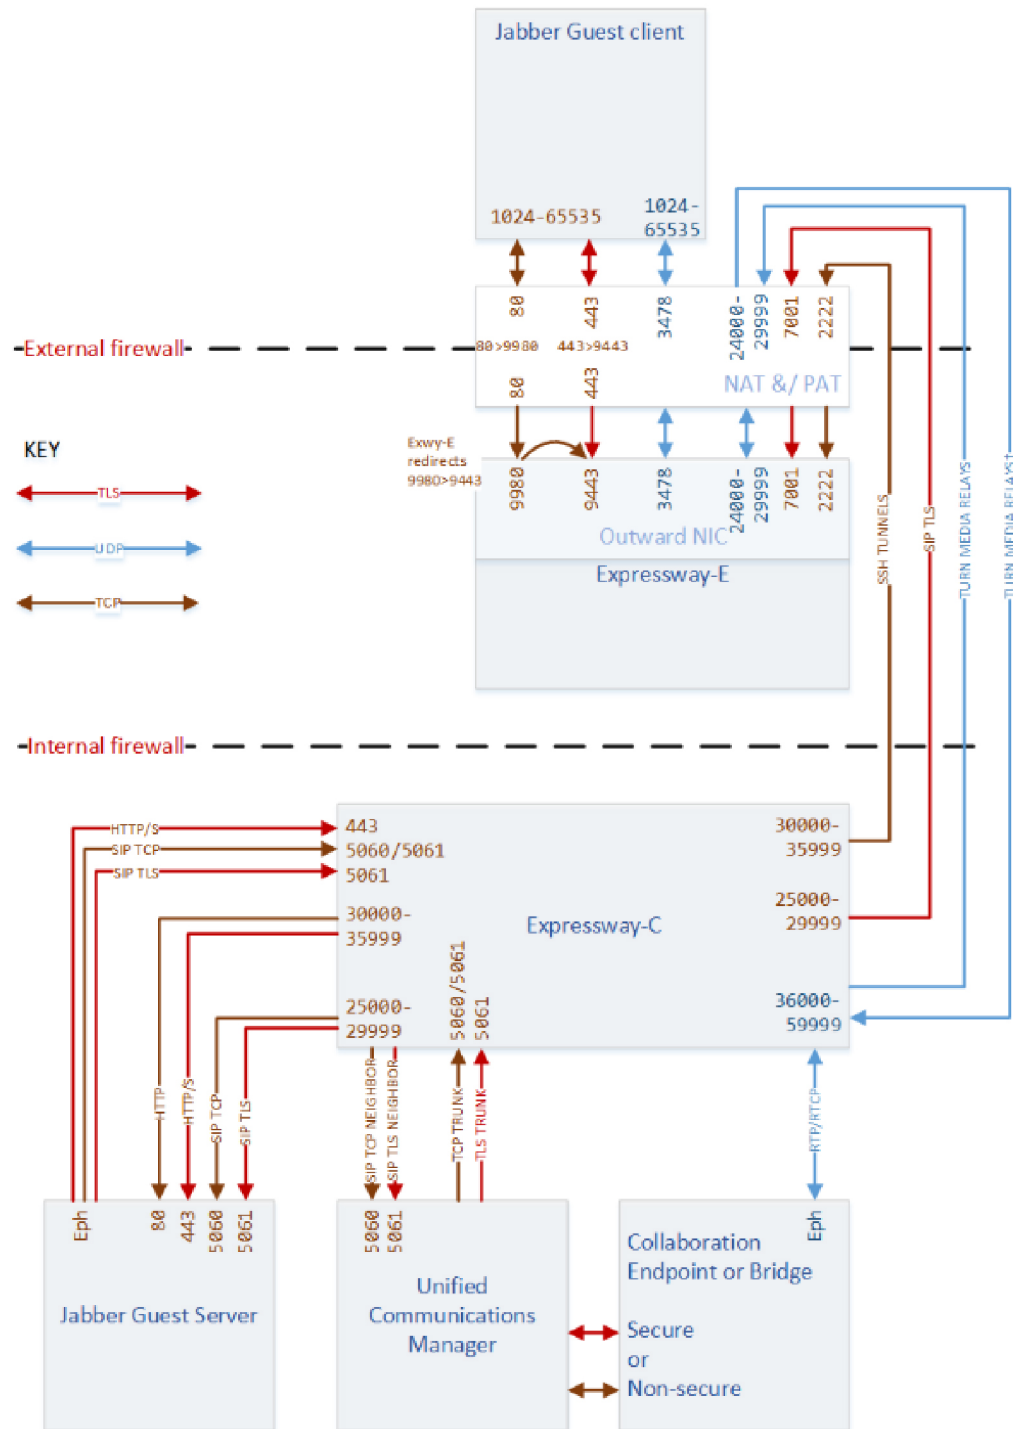 Jabber Guest client
1024-65535
1024-
65535
80
443
3478
24000-
29999
7001
2222
External firewall
80>9980
443>9443
80
443
NAT &/ PAT
KEY
TLS
UDP
TCP
Exwy-E
redirects
9980>9443
9980
9443
3478
24000-
29999
7001
2222
Outward NIC
Expressway-E
SSH TUNNELS
SIP TLS
TURN MEDIA RELAYS
TURN MEDIA RELAYS†
Internal firewall
HTTP/S
SIP TCP
SIP TLS
443
5060/5061
5061
30000-
35999
25000-
29999
5060/5061
5061
Expressway-C
30000-
35999
25000-
29999
36000-
59999
HTTP
HTTP/S
SIP TCP
SIP TLS
SIP TCP NEIGHBOR
SIP TLS NEIGHBOR
TCP TRUNK
TLS TRUNK
RTP/RTCP
Eph
80
443
5060
5061
Jabber Guest Server
5060
5061
Unified
Communications
Manager
Eph
Collaboration
Endpoint or Bridge
Secure
or
Non-secure